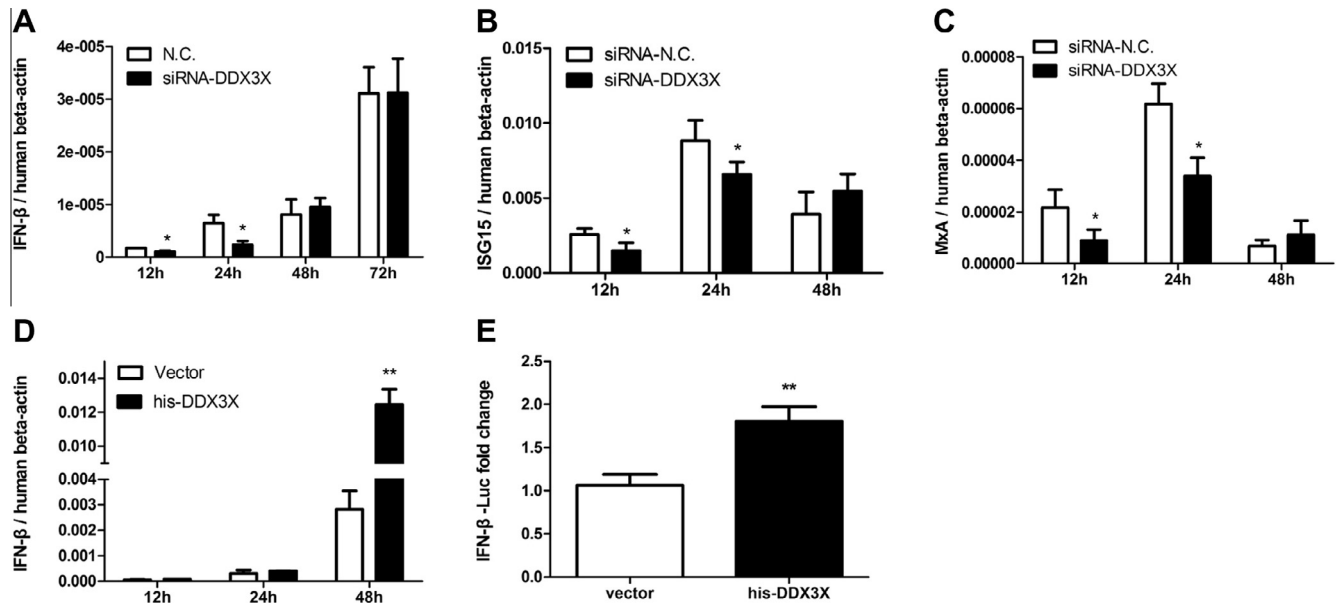 A
IFN-β / human beta-actin
4e-005
3e-005
2e-005
1e-005
0
N.C.
siRNA-DDX3X
*
*
12h
24h
48h
72h
B
ISG15 / human beta-actin
0.015
0.010
0.005
0.000
siRNA-N.C.
siRNA-DDX3X
*
*
12h
24h
48h
C
MxA / human beta-actin
0.00008
0.00006
0.00004
0.00002
0.00000
siRNA-N.C.
siRNA-DDX3X
*
*
12h
24h
48h
D
IFN-β / human beta-actin
0.014
0.012
0.010
0.004
0.003
0.002
0.001
0.000
Vector
his-DDX3X
**
12h
24h
48h
E
IFN-β -Luc fold change
2.5
2.0
1.5
1.0
0.5
0.0
**
vector
his-DDX3X